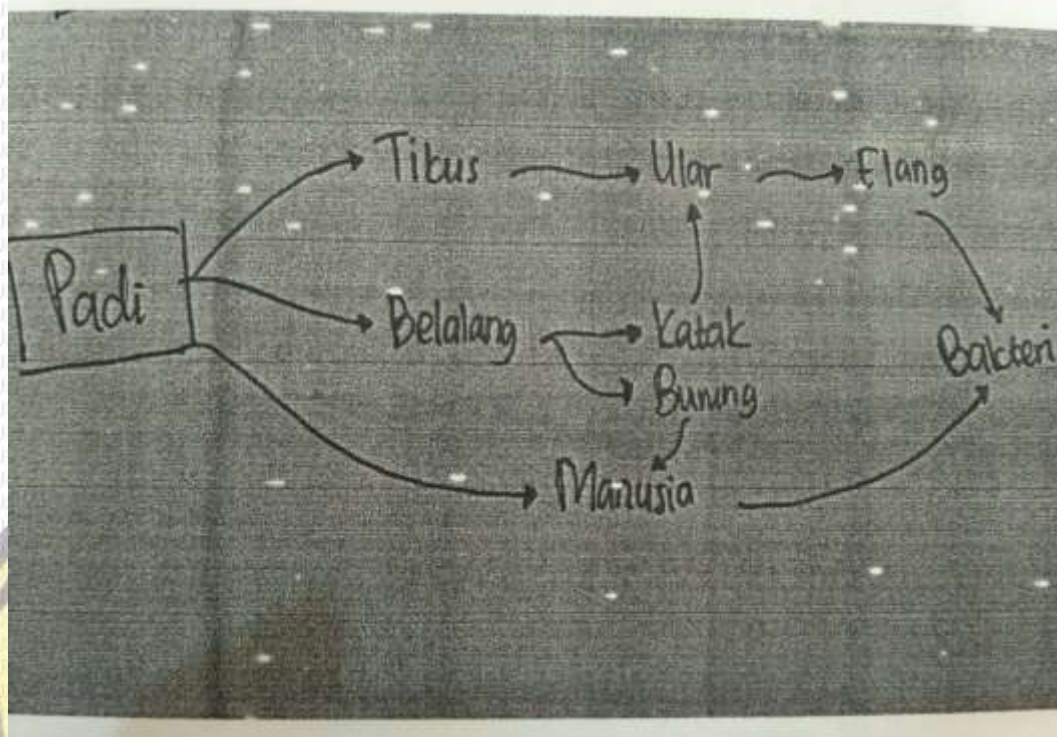 Tikus Ular Elang
Padi
Belalang Katak Bakteri
Burung
Manusia